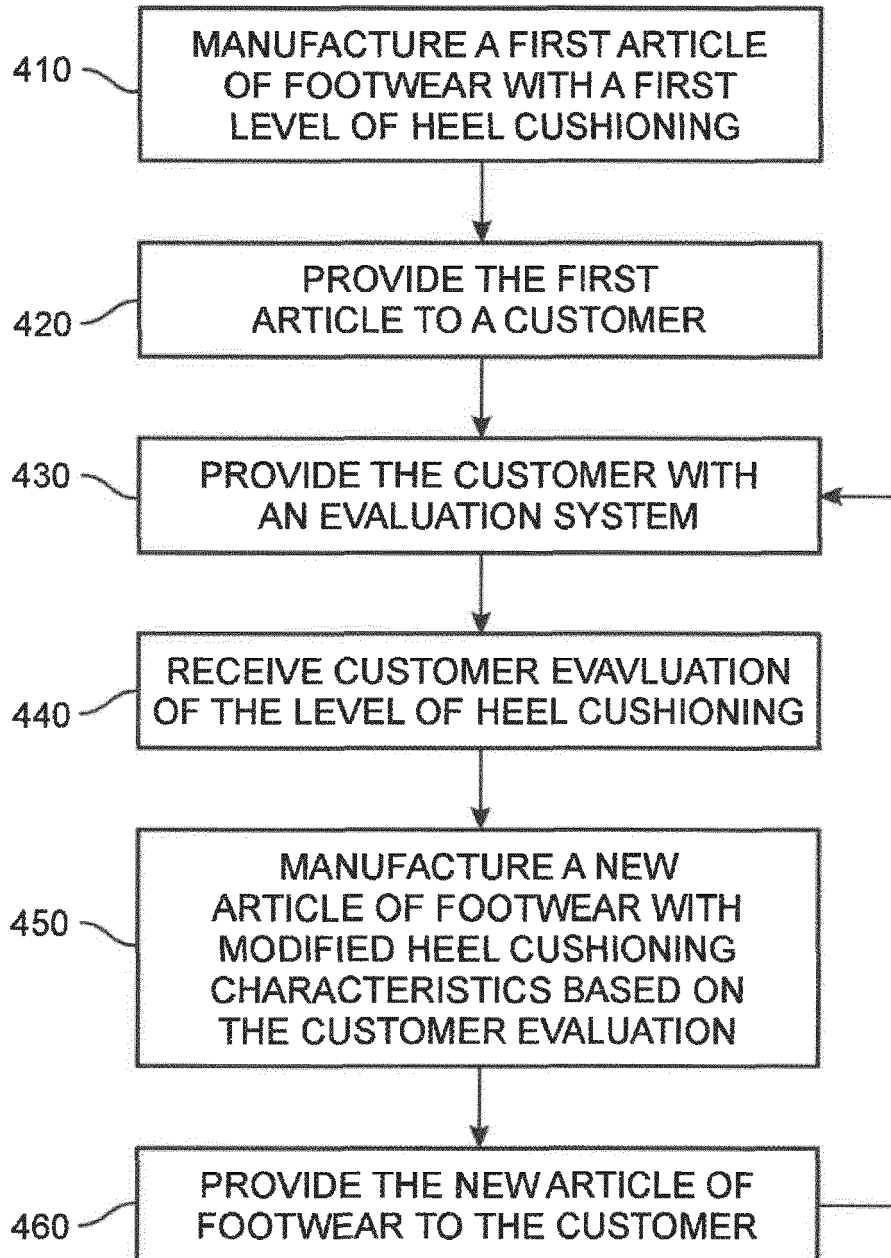 410
MANUFACTURE A FIRST ARTICLE
OF FOOTWEAR WITH A FIRST
LEVEL OF HEEL CUSHIONING
420
PROVIDE THE FIRST
ARTICLE TO A CUSTOMER
430
PROVIDE THE CUSTOMER WITH
AN EVALUATION SYSTEM
440
RECEIVE CUSTOMER EVAVLUATION
OF THE LEVEL OF HEEL CUSHIONING
450
MANUFACTURE A NEW
ARTICLE OF FOOTWEAR WITH
MODIFIED HEEL CUSHIONING
CHARACTERISTICS BASED ON
THE CUSTOMER EVALUATION
460
PROVIDE THE NEW ARTICLE OF
FOOTWEAR TO THE CUSTOMER